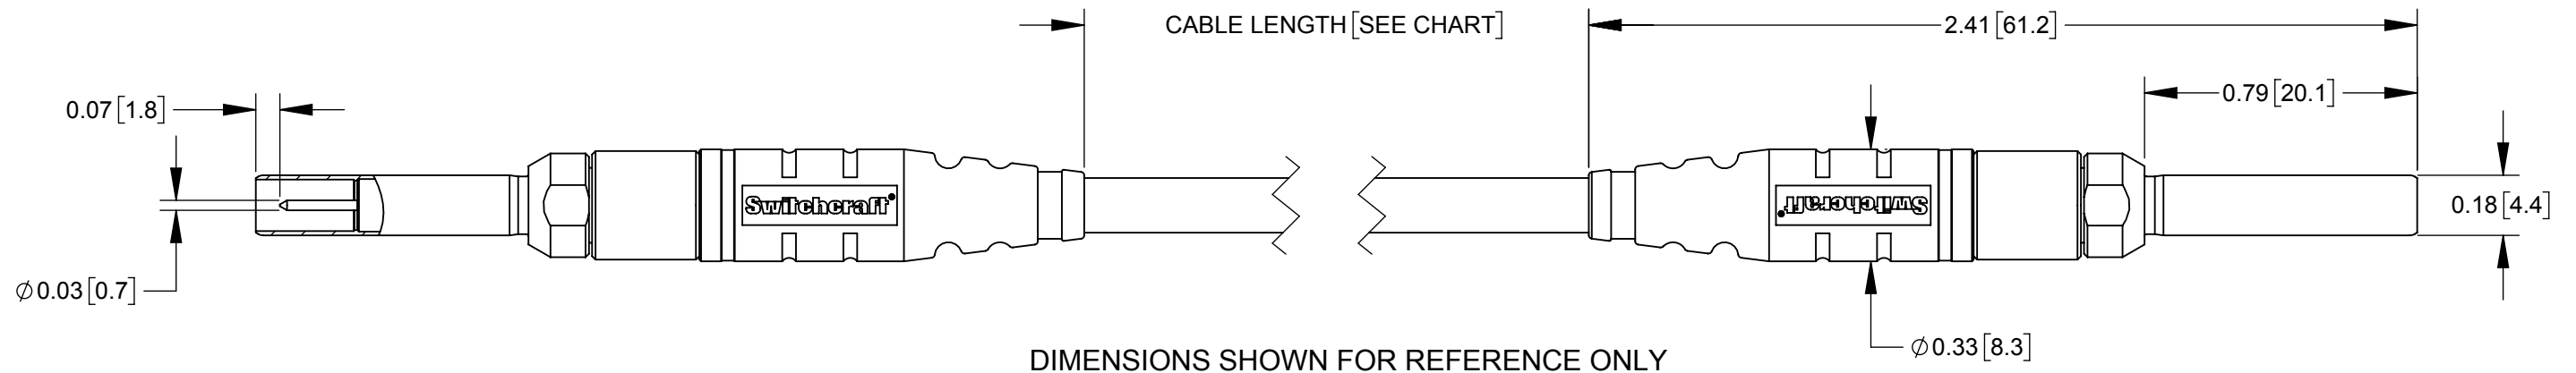 CABLE LENGTH[SEE CHART]
2.41[61.2]
0.07[1.8]
0.79[20.1]
Switchcraft®
Switchcraft®
0.18[4.4]
∅0.03[0.7]
∅0.33[8.3]
DIMENSIONS SHOWN FOR REFERENCE ONLY